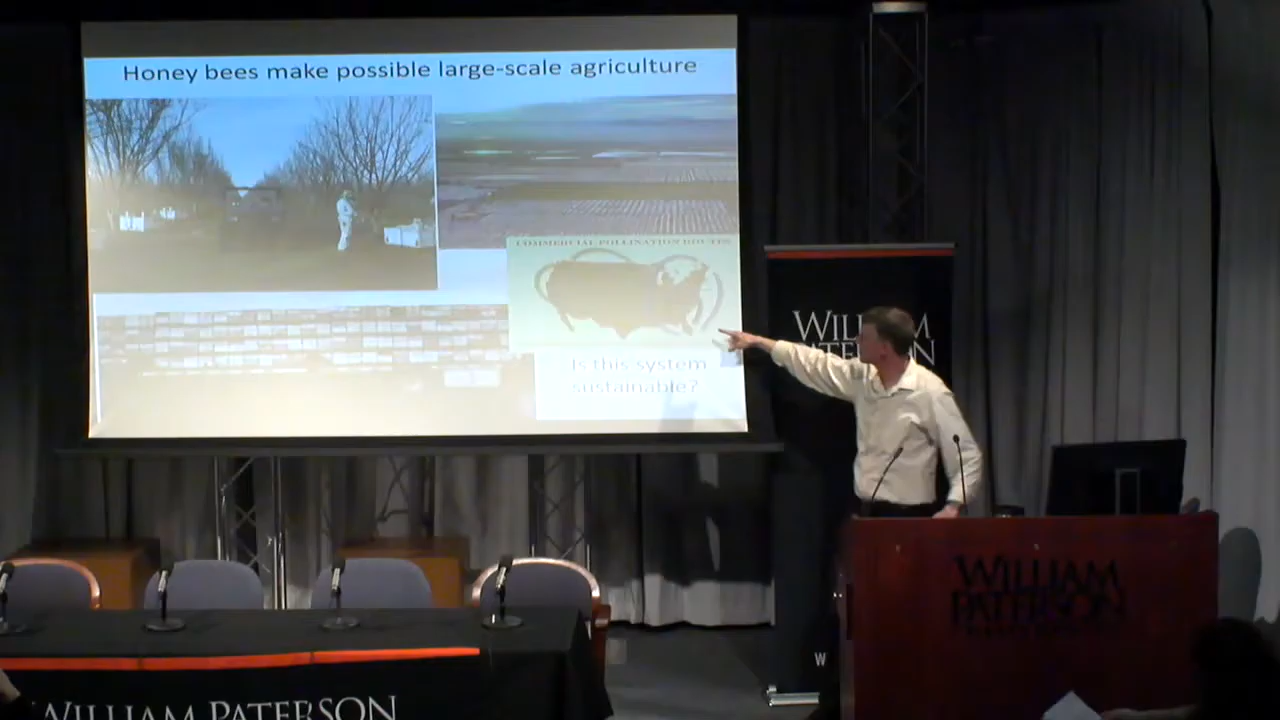 Honey bees make possible large-scale agriculture
COMMERCIAL POLLINATION ROUTES
Is this system
sustainable?
WILLIAM
PATERSON
WILLIAM
PATERSON
W
WILLIAM PATERSON